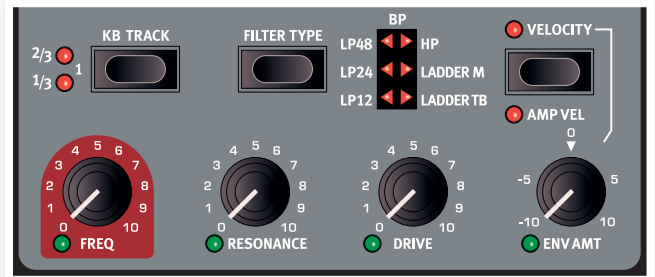 KB TRACK
2/3
1
1/3
FILTER TYPE
BP
LP48 HP
LP24 LADDER M
LP12 LADDER TB
VELOCITY
AMP VEL
0 1 2 3 4 5 6 7 8 9 10
FREQ
0 1 2 3 4 5 6 7 8 9 10
RESONANCE
0 1 2 3 4 5 6 7 8 9 10
DRIVE
-10 -5 0 5 10
ENV AMT